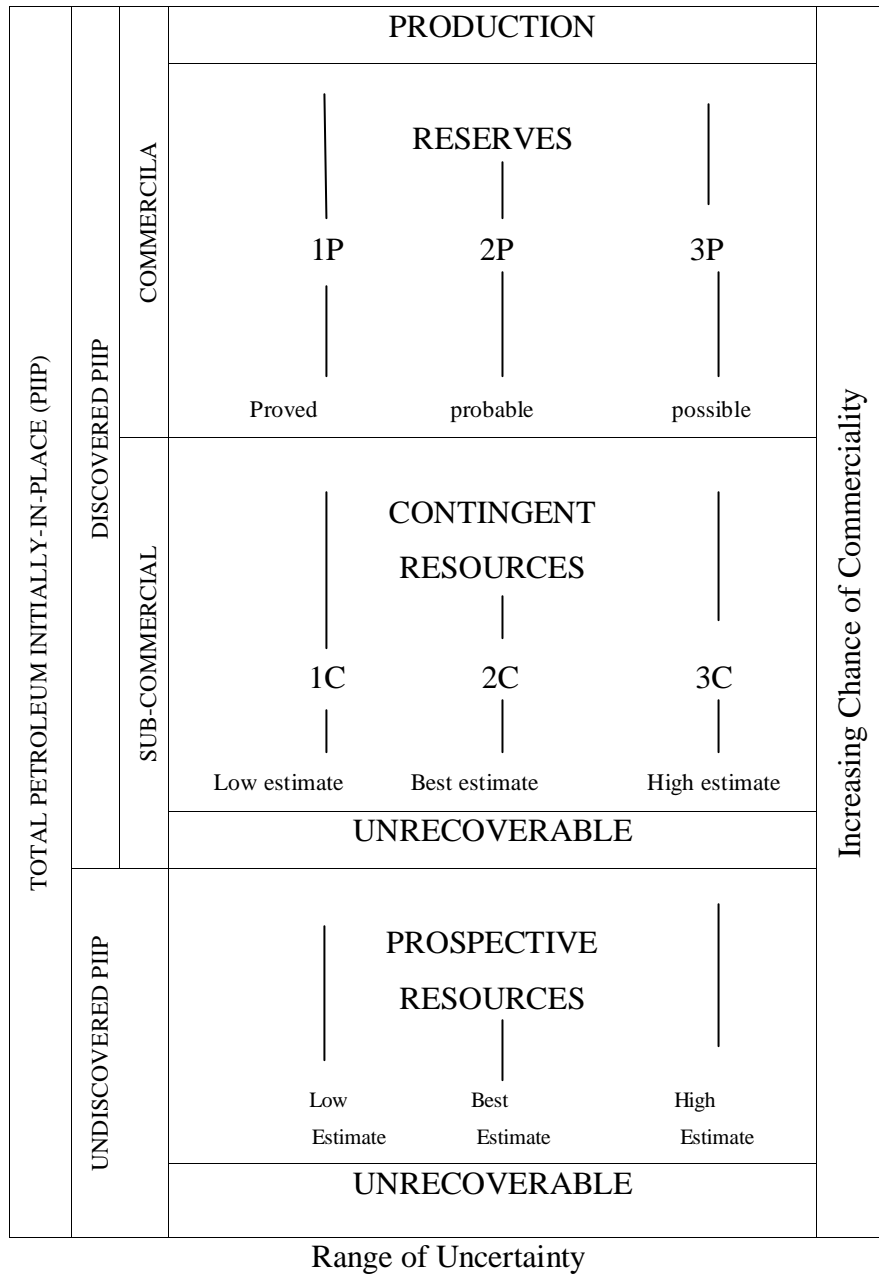 TOTAL PETROLEUM INITIALLY-IN-PLACE (PIIP)
DISCOVERED PIIP
UNDISCOVERED PIIP
COMMERCILA
SUB-COMMERCIAL
PRODUCTION
RESERVES
1P 2P 3P
Proved probable possible
CONTINGENT
RESOURCES
1C 2C 3C
Low estimate Best estimate High estimate
UNRECOVERABLE
PROSPECTIVE
RESOURCES
Low Best High
Estimate Estimate Estimate
UNRECOVERABLE
Increasing Chance of Commerciality
Range of Uncertainty